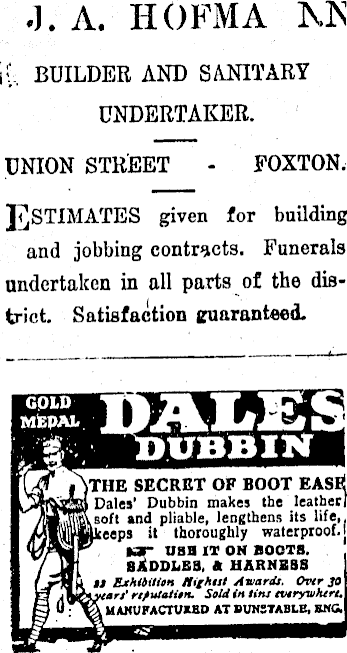 J. A. HOFMANN
BUILDER AND SANITARY
UNDERTAKER.
UNION STREET - FOXTON.
ESTIMATES given for building
and jobbing contracts. Funerals
undertaken in all parts of the dis-
trict. Satisfaction guaranteed.
GOLD
MEDAL
DALES
DUBBIN
THE SECRET OF BOOT EASE
Dales' Dubbin makes the leather
soft and pliable, lengthens its life,
keeps it thoroughly waterproof.
☞ USE IT ON BOOTS,
SADDLES, & HARNESS
22 Exhibition Highest Awards. Over 30
years' reputation. Sold in tins everywhere.
MANUFACTURED AT DUNSTABLE, ENG.